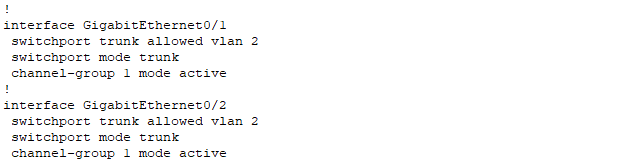 !
interface GigabitEthernet0/1
 switchport trunk allowed vlan 2
 switchport mode trunk
 channel-group 1 mode active
!
interface GigabitEthernet0/2
 switchport trunk allowed vlan 2
 switchport mode trunk
 channel-group 1 mode active